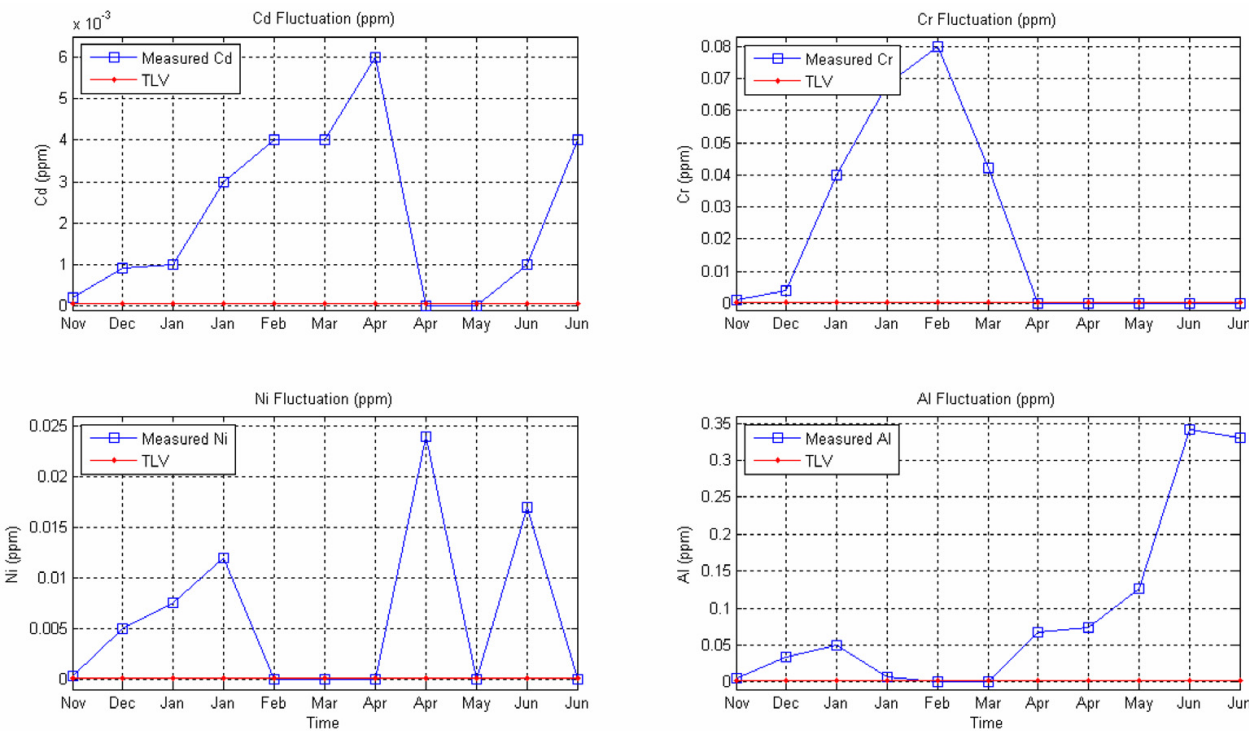 Cd Fluctuation (ppm)
x 10⁻³
Measured Cd
TLV
6
5
4
3
2
1
0
Cd (ppm)
Nov Dec Jan Jan Feb Mar Apr Apr May Jun Jun
Cr Fluctuation (ppm)
Measured Cr
TLV
0.08
0.07
0.06
0.05
0.04
0.03
0.02
0.01
0
Cr (ppm)
Nov Dec Jan Jan Feb Mar Apr Apr May Jun Jun
Ni Fluctuation (ppm)
Measured Ni
TLV
0.025
0.02
0.015
0.01
0.005
0
Ni (ppm)
Nov Dec Jan Jan Feb Mar Apr Apr May Jun Jun
Time
Al Fluctuation (ppm)
Measured Al
TLV
0.35
0.3
0.25
0.2
0.15
0.1
0.05
0
Al (ppm)
Nov Dec Jan Jan Feb Mar Apr Apr May Jun Jun
Time